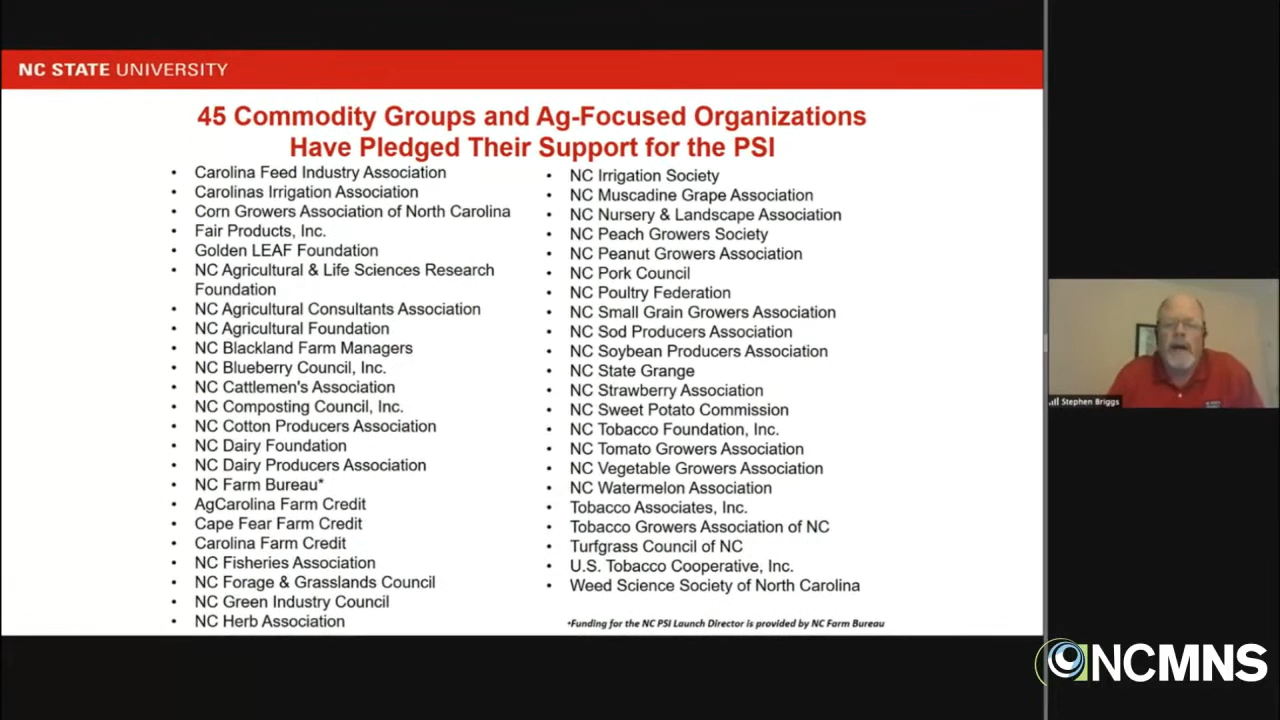 NC STATE UNIVERSITY
45 Commodity Groups and Ag-Focused Organizations
Have Pledged Their Support for the PSI
• Carolina Feed Industry Association
• Carolinas Irrigation Association
• Corn Growers Association of North Carolina
• Fair Products, Inc.
• Golden LEAF Foundation
• NC Agricultural & Life Sciences Research
Foundation
• NC Agricultural Consultants Association
• NC Agricultural Foundation
• NC Blackland Farm Managers
• NC Blueberry Council, Inc.
• NC Cattlemen's Association
• NC Composting Council, Inc.
• NC Cotton Producers Association
• NC Dairy Foundation
• NC Dairy Producers Association
• NC Farm Bureau*
• AgCarolina Farm Credit
• Cape Fear Farm Credit
• Carolina Farm Credit
• NC Fisheries Association
• NC Forage & Grasslands Council
• NC Green Industry Council
• NC Herb Association
• NC Irrigation Society
• NC Muscadine Grape Association
• NC Nursery & Landscape Association
• NC Peach Growers Society
• NC Peanut Growers Association
• NC Pork Council
• NC Poultry Federation
• NC Small Grain Growers Association
• NC Sod Producers Association
• NC Soybean Producers Association
• NC State Grange
• NC Strawberry Association
• NC Sweet Potato Commission
• NC Tobacco Foundation, Inc.
• NC Tomato Growers Association
• NC Vegetable Growers Association
• NC Watermelon Association
• Tobacco Associates, Inc.
• Tobacco Growers Association of NC
• Turfgrass Council of NC
• U.S. Tobacco Cooperative, Inc.
• Weed Science Society of North Carolina
*Funding for the NC PSI Launch Director is provided by NC Farm Bureau
Stephen Briggs
NCMNS